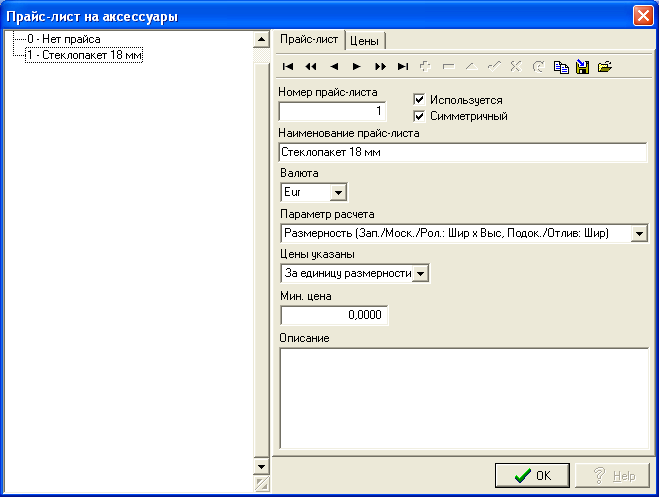 Прайс-лист на аксессуары
0 - Нет прайса
1 - Стеклопакет 18 мм
Прайс-лист Цены
Номер прайс-листа
1
Используется
Симметричный
Наименование прайс-листа
Стеклопакет 18 мм
Валюта
Eur
Параметр расчета
Размерность (Зап./Моск./Рол.: Шир x Выс, Подок./Отлив: Шир)
Цены указаны
За единицу размерности
Мин. цена
0,0000
Описание
OK Help